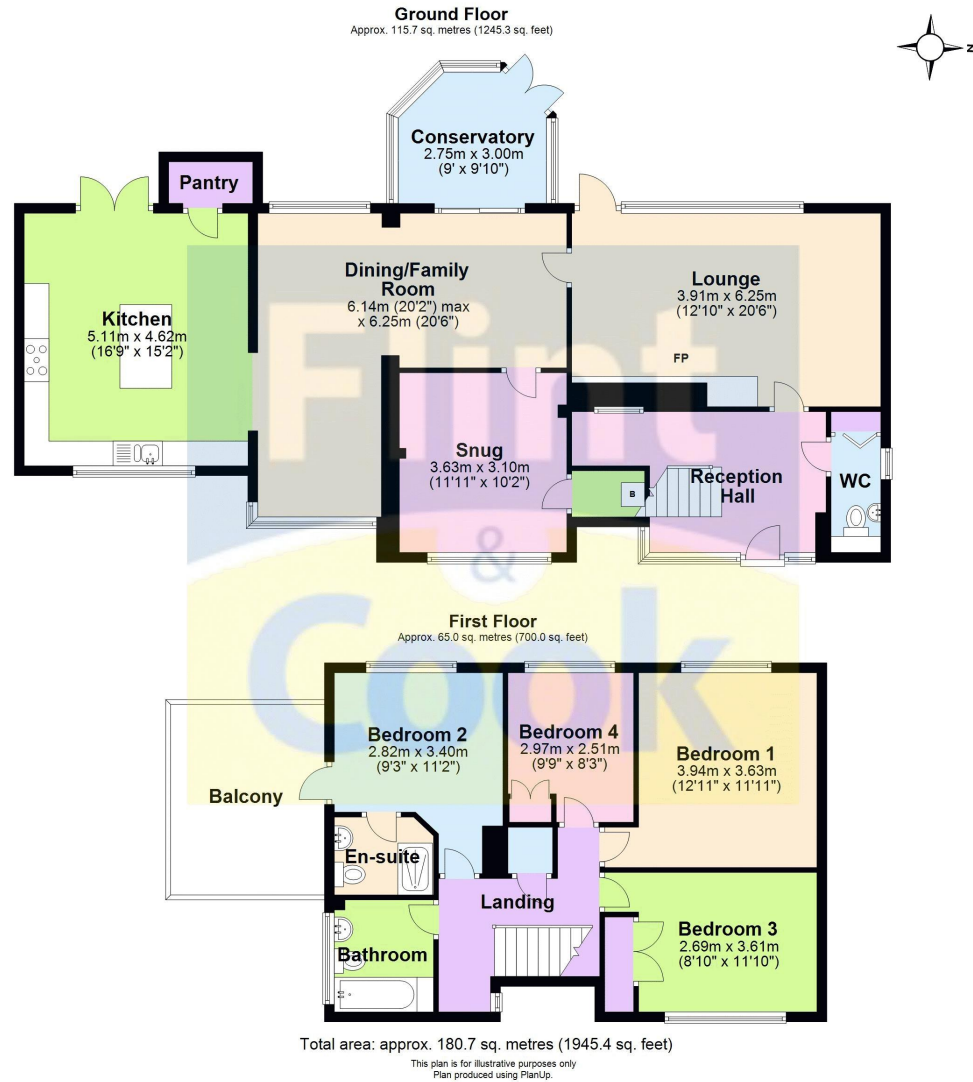 Ground Floor
Approx. 115.7 sq. metres (1245.3 sq. feet)
Z
Conservatory
2.75m x 3.00m
(9' x 9'10")
Pantry
Dining/Family
Room
6.14m (20'2") max
x 6.25m (20'6")
Lounge
3.91m x 6.25m
(12'10" x 20'6")
Kitchen
5.11m x 4.62m
(16'9" x 15'2")
FP
Snug
3.63m x 3.10m
(11'11" x 10'2")
Reception
Hall
WC
B
Flint
&
Cook
First Floor
Approx. 65.0 sq. metres (700.0 sq. feet)
Bedroom 2
2.82m x 3.40m
(9'3" x 11'2")
Bedroom 4
2.97m x 2.51m
(9'9" x 8'3")
Bedroom 1
3.94m x 3.63m
(12'11" x 11'11")
Balcony
En-suite
Landing
Bathroom
Bedroom 3
2.69m x 3.61m
(8'10" x 11'10")
Total area: approx. 180.7 sq. metres (1945.4 sq. feet)
This plan is for illustrative purposes only
Plan produced using PlanUp.